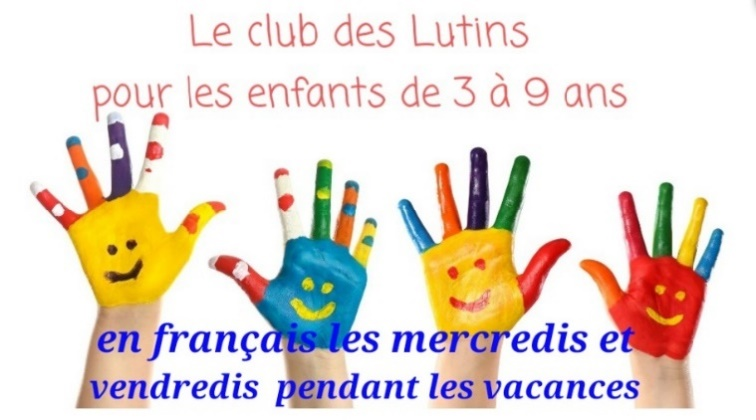 Le club des Lutins
pour les enfants de 3 à 9 ans
en français les mercredis et
vendredis pendant les vacances